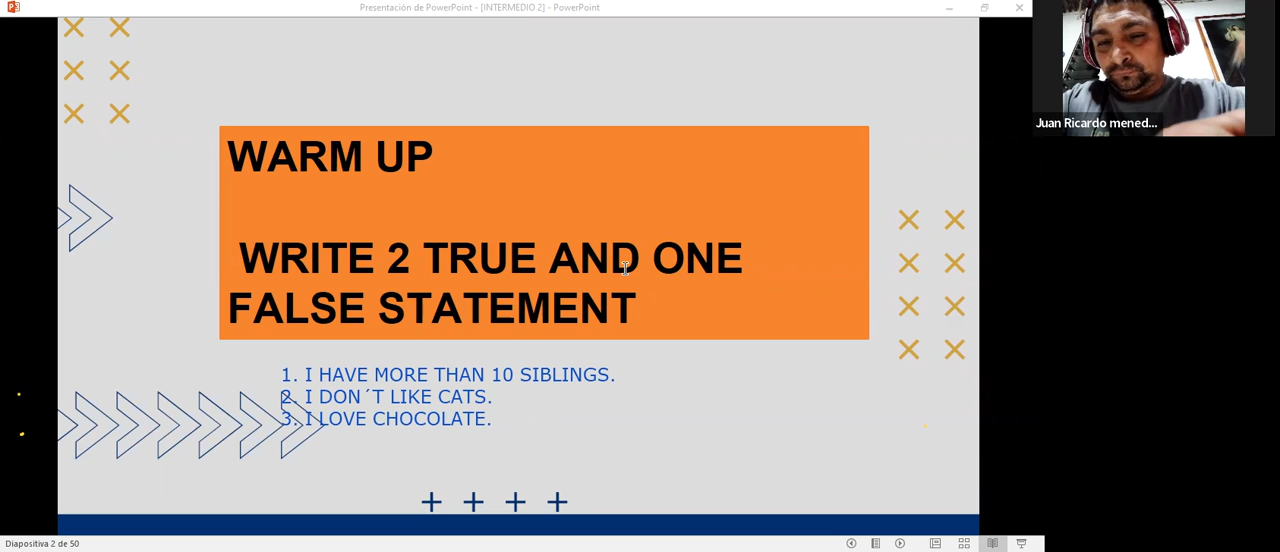 Presentación de PowerPoint - [INTERMEDIO 2] - PowerPoint
Juan Ricardo mened...
WARM UP
WRITE 2 TRUE AND ONE
FALSE STATEMENT
1. I HAVE MORE THAN 10 SIBLINGS.
2. I DON´T LIKE CATS.
3. I LOVE CHOCOLATE.
Diapositiva 2 de 50